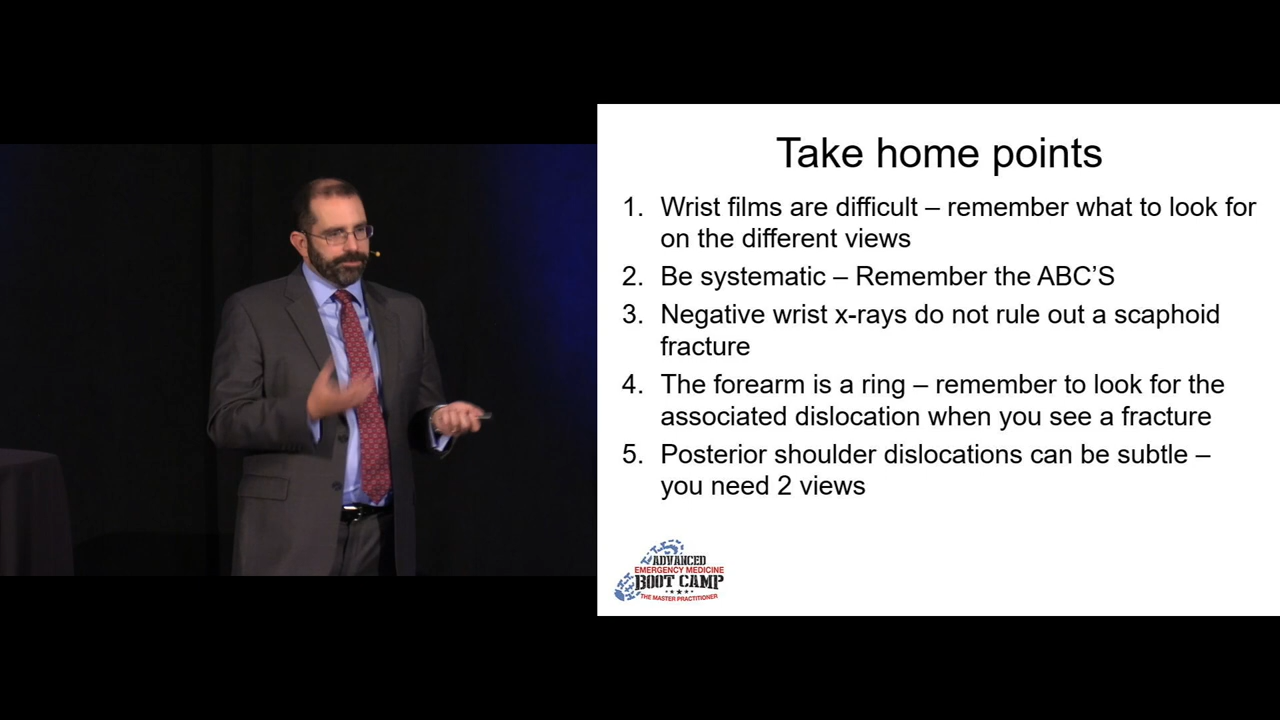 Take home points
1. Wrist films are difficult – remember what to look for
on the different views
2. Be systematic – Remember the ABC’S
3. Negative wrist x-rays do not rule out a scaphoid
fracture
4. The forearm is a ring – remember to look for the
associated dislocation when you see a fracture
5. Posterior shoulder dislocations can be subtle –
you need 2 views
ADVANCED
EMERGENCY MEDICINE
BOOT CAMP
THE MASTER PRACTITIONER